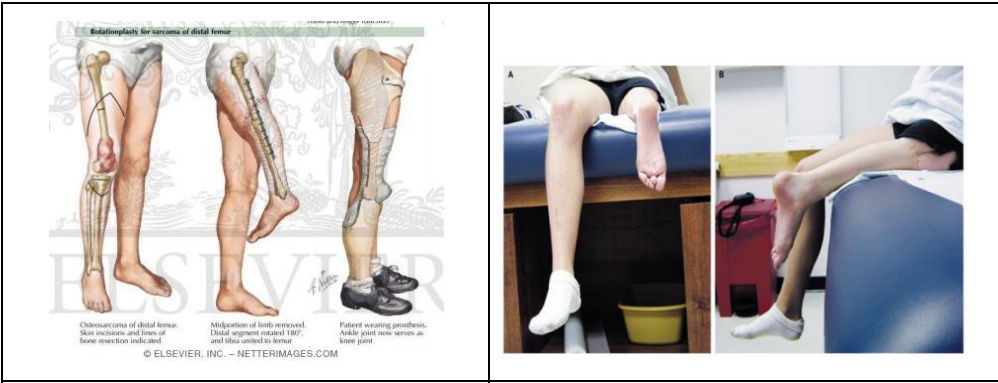 Rotationplasty for sarcoma of distal femur
ELSEVIER
Osteosarcoma of distal femur.
Skin incisions and lines of
bone resection indicated
Midportion of limb removed.
Distal segment rotated 180°,
and tibia united to femur
Patient wearing prosthesis.
Ankle joint now serves as
knee joint
© ELSEVIER, INC. – NETTERIMAGES.COM
A
B